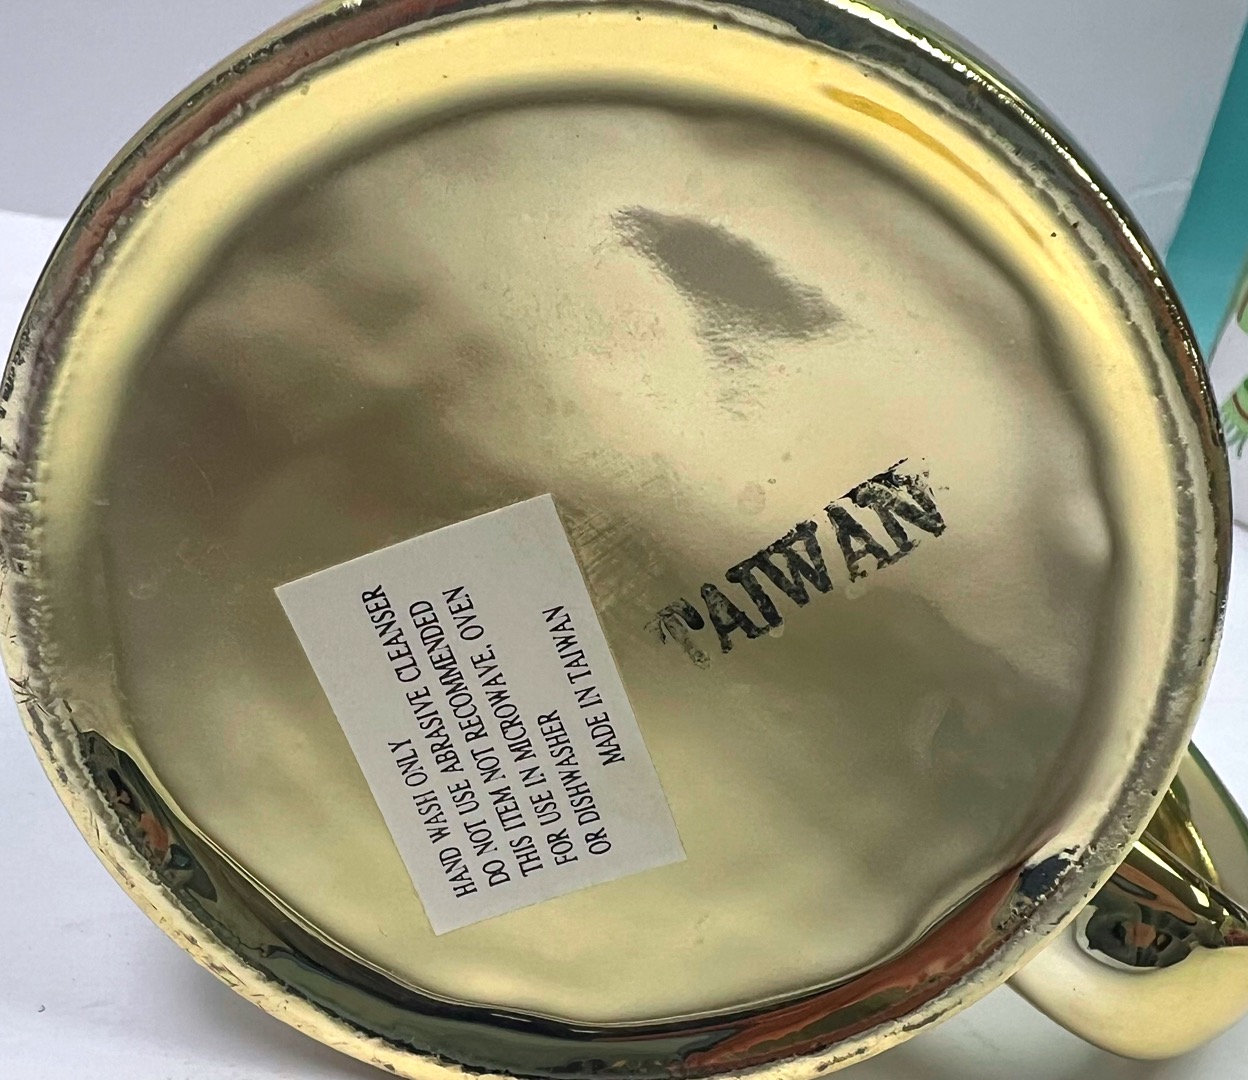 HAND WASH ONLY
DO NOT USE ABRASIVE CLEANSER
THIS ITEM NOT RECOMMENDED
FOR USE IN MICROWAVE, OVEN
OR DISHWASHER
MADE IN TAIWAN
TAIWAN